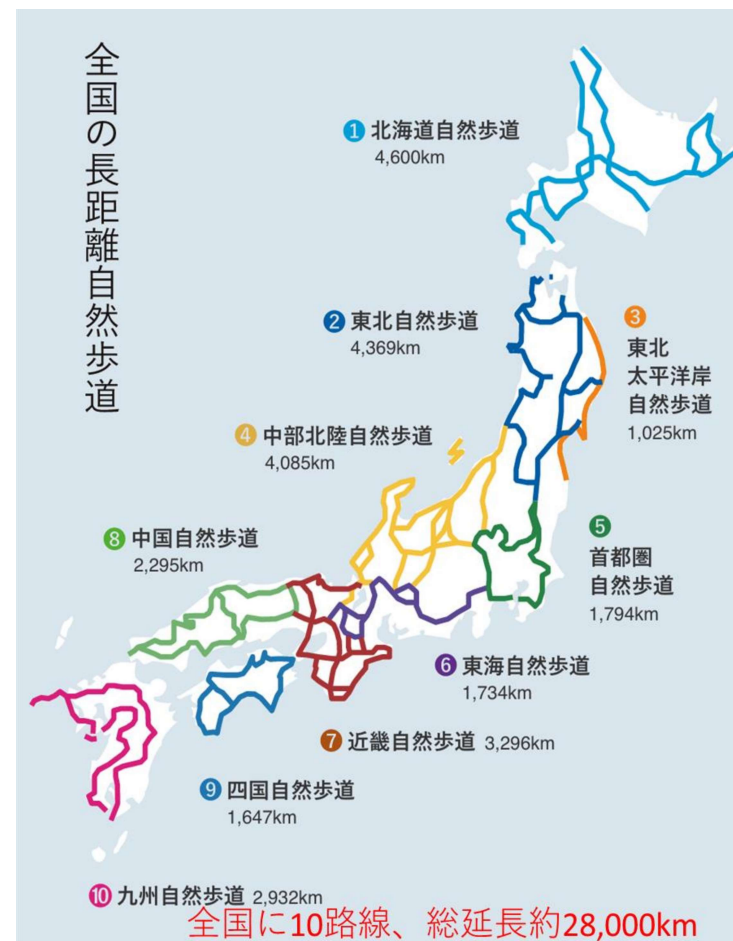 全国の長距離自然歩道
❶ 北海道自然歩道
4,600km
❷ 東北自然歩道
4,369km
❸
東北
太平洋岸
自然歩道
1,025km
❹ 中部北陸自然歩道
4,085km
❺
首都圏
自然歩道
1,794km
❽ 中国自然歩道
2,295km
❻ 東海自然歩道
1,734km
❼ 近畿自然歩道 3,296km
❾ 四国自然歩道
1,647km
❿ 九州自然歩道 2,932km
全国に10路線、総延長約28,000km